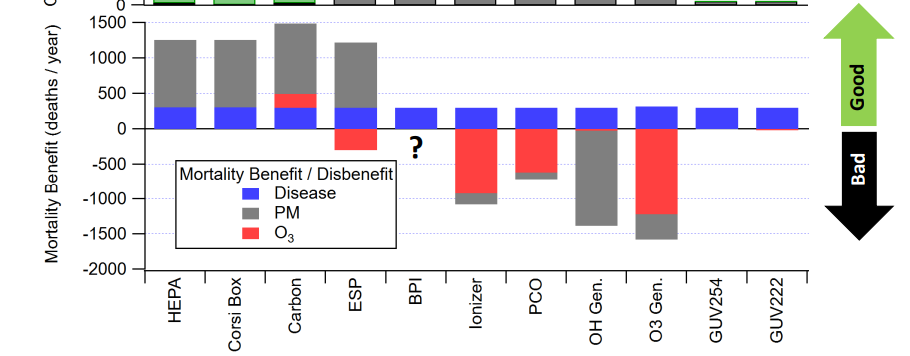 0
1500
1000
500
0
-500
-1000
-1500
-2000
Mortality Benefit (deaths / year)
?
Mortality Benefit / Disbenefit
Disease
PM
O₃
HEPA
Corsi Box
Carbon
ESP
BPI
Ionizer
PCO
OH Gen.
O3 Gen.
GUV254
GUV222
Good
Bad